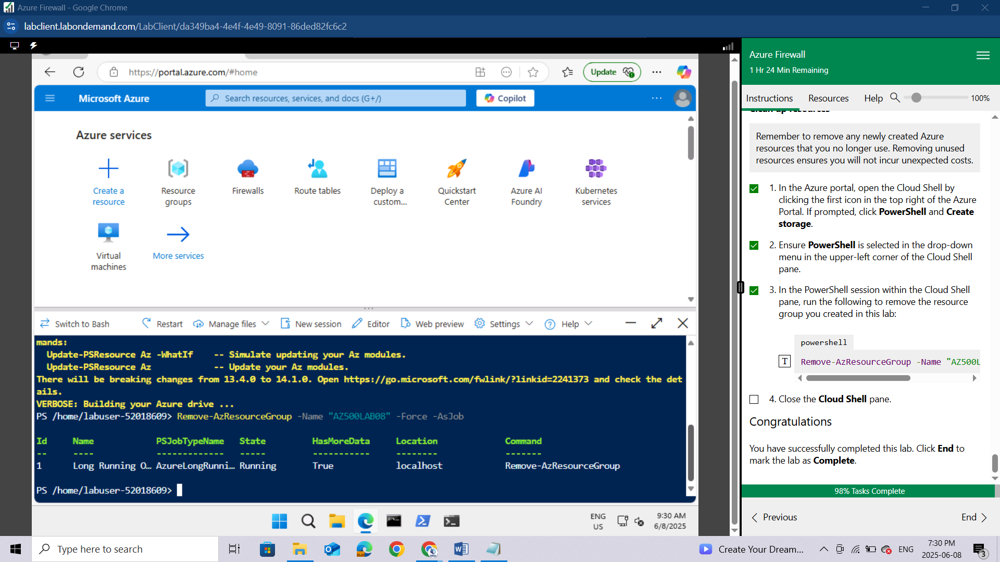 Azure Firewall - Google Chrome
labclient.labondemand.com/LabClient/da349ba4-4e4f-4e49-8091-86ded82fc6c2
https://portal.azure.com/#home
Update
Microsoft Azure
Search resources, services, and docs (G+/)
Copilot
Azure services
Create a resource
Resource groups
Firewalls
Route tables
Deploy a custom...
Quickstart Center
Azure AI Foundry
Kubernetes services
Virtual machines
More services
Switch to Bash
Restart
Manage files
New session
Editor
Web preview
Settings
Help
mands:
Update-PSResource Az -WhatIf    -- Simulate updating your Az modules.
Update-PSResource Az            -- Update your Az modules.
There will be breaking changes from 13.4.0 to 14.1.0. Open https://go.microsoft.com/fwlink/?linkid=2241373 and check the det
ails.
VERBOSE: Building your Azure drive ...
PS /home/labuser-52018609> Remove-AzResourceGroup -Name "AZ500LAB08" -Force -AsJob
Id Name PSJobTypeName State HasMoreData Location Command
-- ---- ------------- ----- ----------- -------- -------
1 Long Running O… AzureLongRunni… Running True localhost Remove-AzResourceGroup
PS /home/labuser-52018609>
ENG
US
9:30 AM
6/8/2025
Azure Firewall
1 Hr 24 Min Remaining
Instructions
Resources
Help
100%
Clean up resources
Remember to remove any newly created Azure
resources that you no longer use. Removing unused
resources ensures you will not incur unexpected costs.
1. In the Azure portal, open the Cloud Shell by
clicking the first icon in the top right of the Azure
Portal. If prompted, click PowerShell and Create
storage.
2. Ensure PowerShell is selected in the drop-down
menu in the upper-left corner of the Cloud Shell
pane.
3. In the PowerShell session within the Cloud Shell
pane, run the following to remove the resource
group you created in this lab:
powershell
T
Remove-AzResourceGroup -Name "AZ500L
4. Close the Cloud Shell pane.
Congratulations
You have successfully completed this lab. Click End to
mark the lab as Complete.
98% Tasks Complete
Previous
End
Type here to search
Create Your Dream...
ENG
7:30 PM
2025-06-08
3